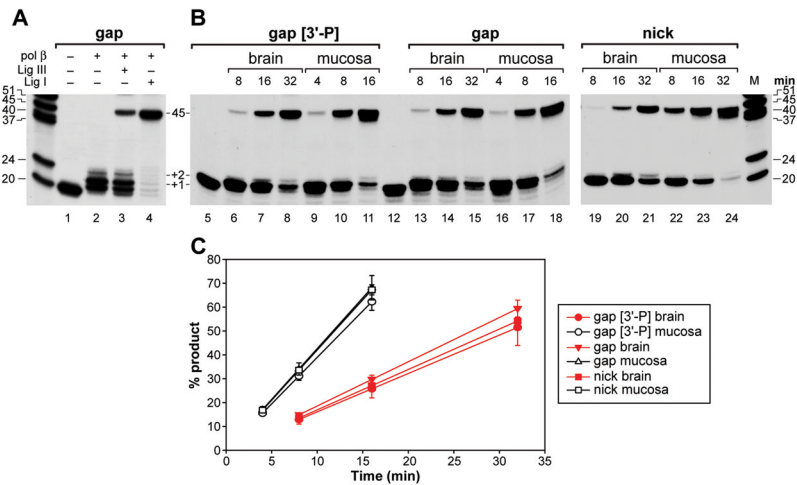 A
gap
pol β – + + +
Lig III – – + –
Lig I – – – +
51
45
40
37
24
20
1 2 3 4
B
gap [3'-P] gap nick
brain mucosa brain mucosa brain mucosa
8 16 32 4 8 16 8 16 32 4 8 16 8 16 32 8 16 32 M min
45
+2
+1
51
45
40
37
24
20
5 6 7 8 9 10 11 12 13 14 15 16 17 18 19 20 21 22 23 24
C
% product
80
70
60
50
40
30
20
10
0
0 5 10 15 20 25 30 35
Time (min)
gap [3'-P] brain
gap [3'-P] mucosa
gap brain
gap mucosa
nick brain
nick mucosa